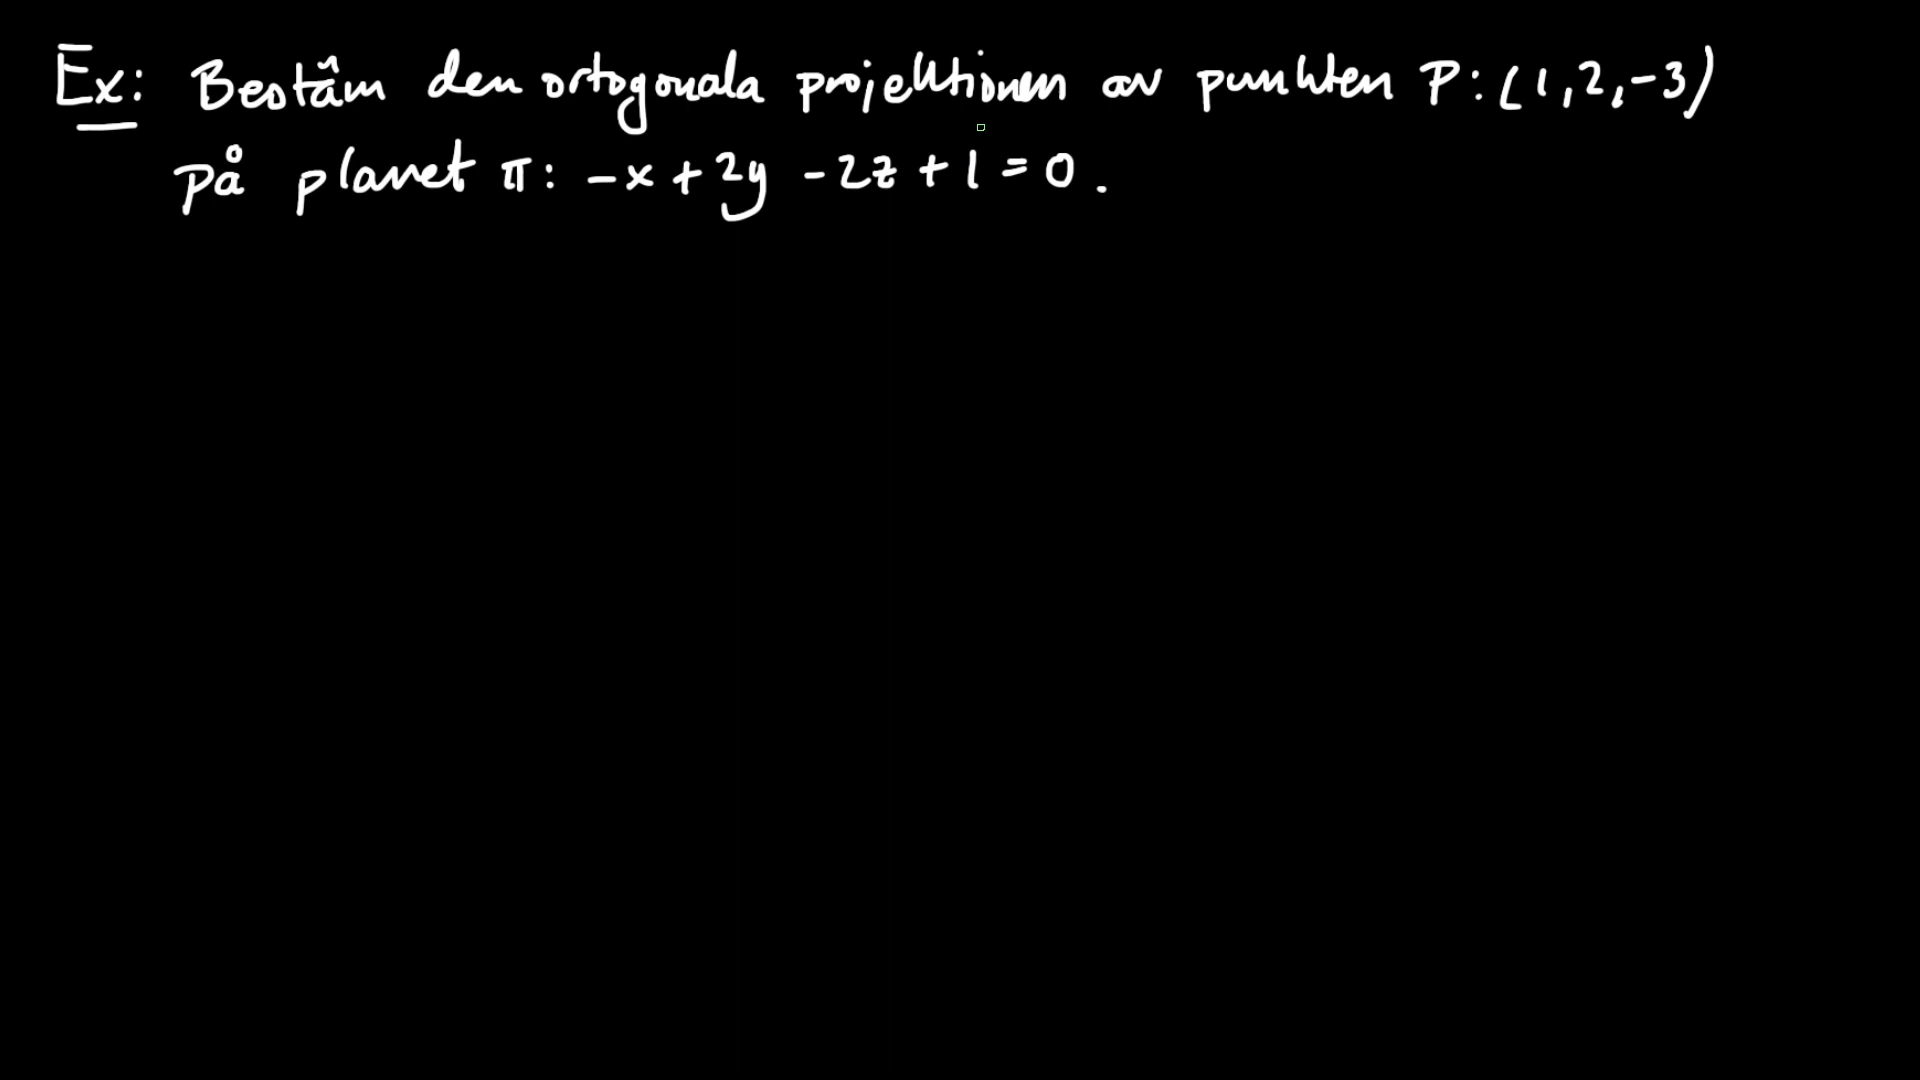 Ex: Bestäm den ortogonala projektionen av punkten P: (1,2,-3)
på planet π: -x + 2y - 2z + 1 = 0.